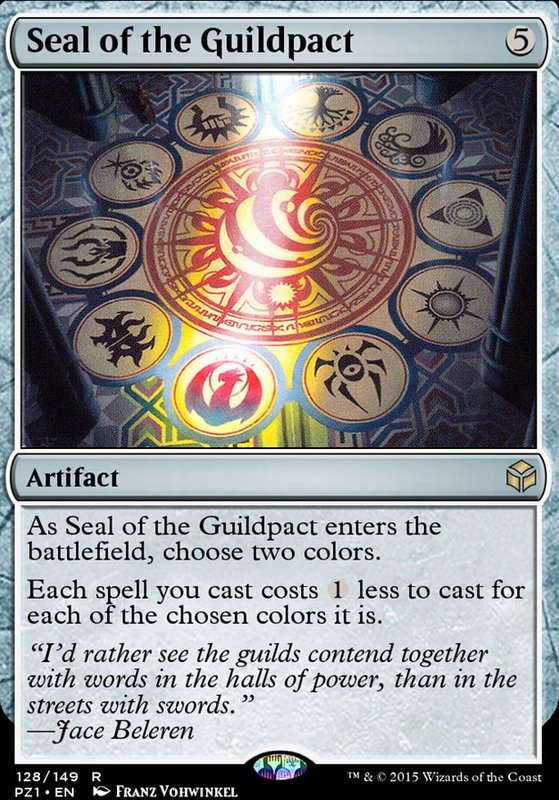 Seal of the Guildpact 5
Artifact
As Seal of the Guildpact enters the
battlefield, choose two colors.
Each spell you cast costs 1 less to cast for
each of the chosen colors it is.
“I’d rather see the guilds contend together
with words in the halls of power, than in the
streets with swords.”
—Jace Beleren
128/149 R
PZ1 • EN Franz Vohwinkel
™ & © 2015 Wizards of the Coast